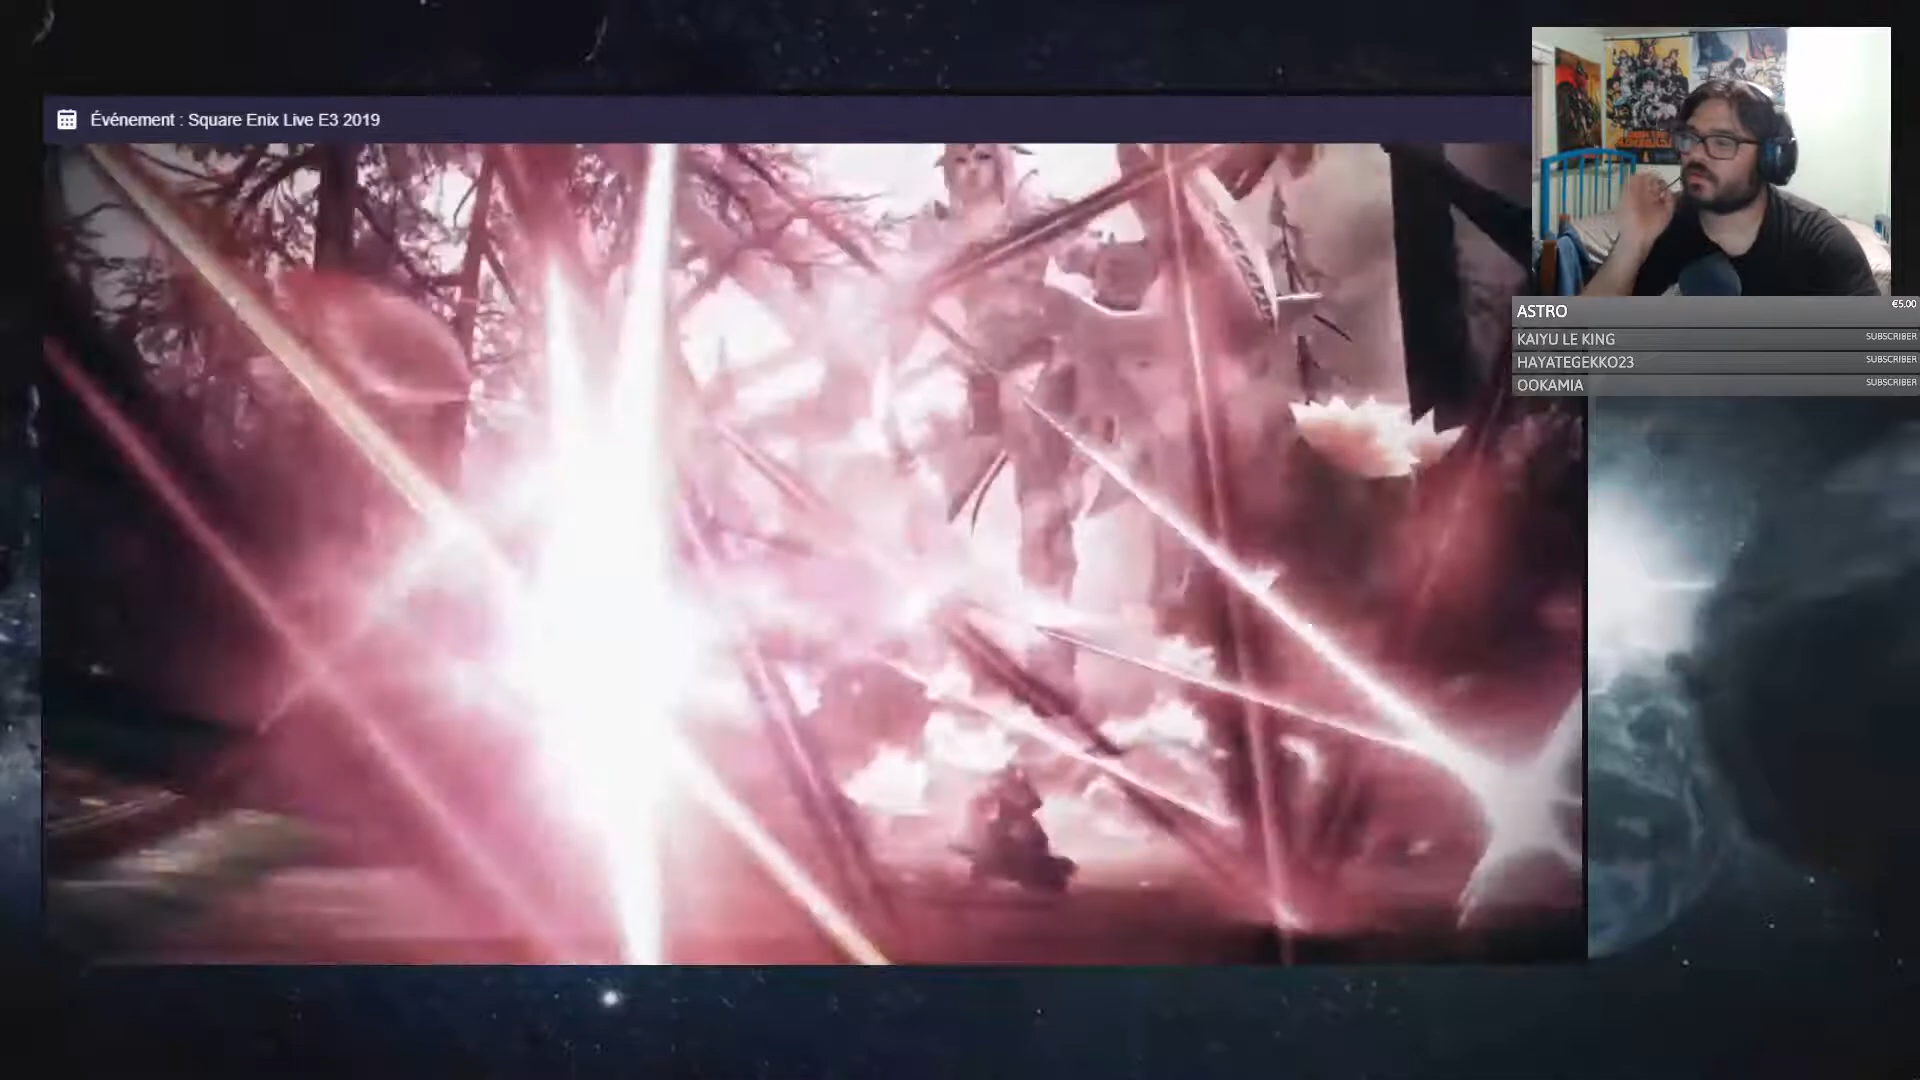 Événement : Square Enix Live E3 2019
ASTRO €5.00
KAIYU LE KING SUBSCRIBER
HAYATEGEKKO23 SUBSCRIBER
OOKAMIA SUBSCRIBER